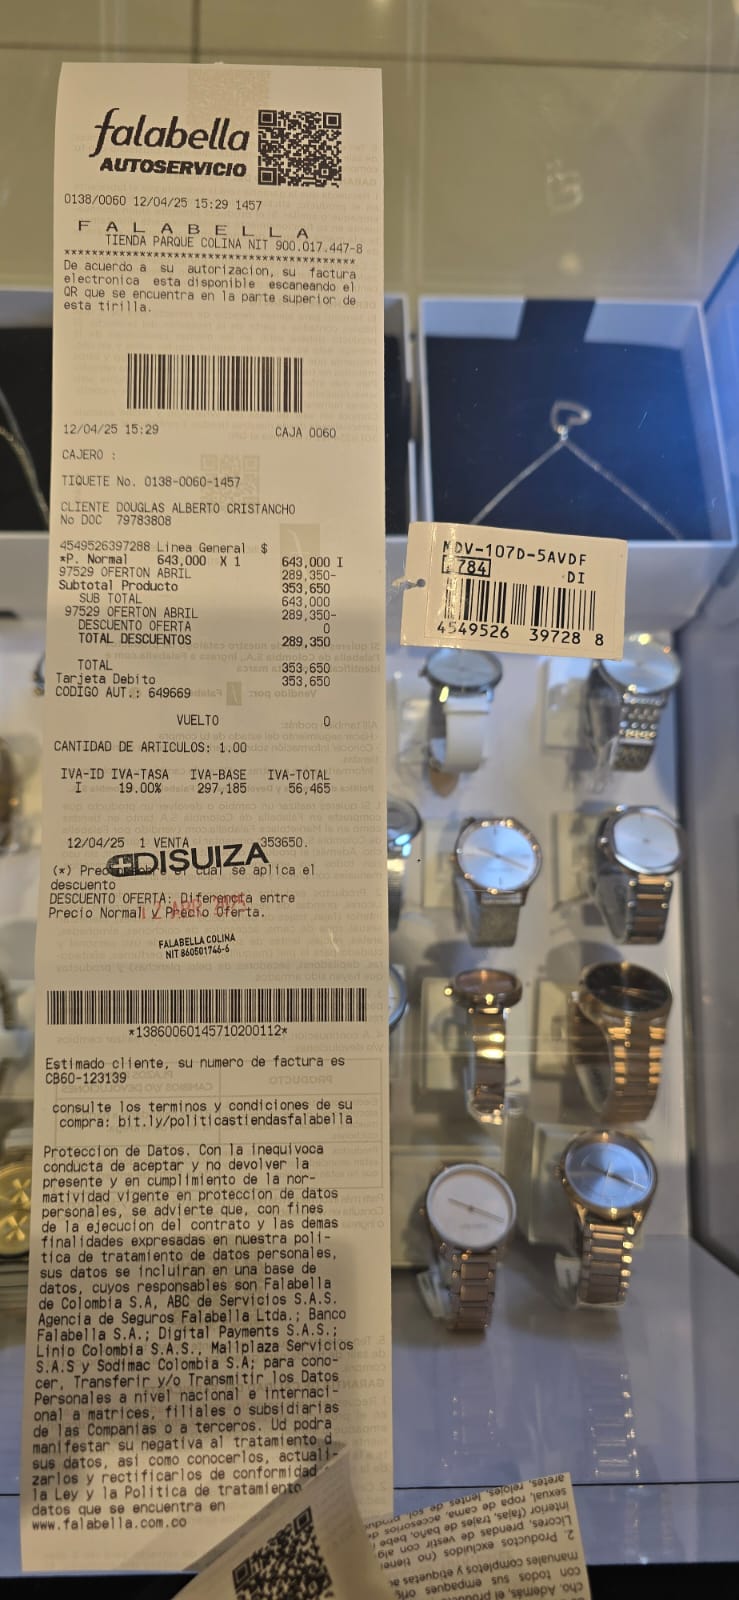 falabella
AUTOSERVICIO
0138/0060 12/04/25 15:29 1457
F A L A B E L L A
TIENDA PARQUE COLINA NIT 900.017.447-8
****************************************
De acuerdo a su autorizacion, su factura
electronica esta disponible escaneando el
QR que se encuentra en la parte superior de
esta tirilla.
12/04/25 15:29 CAJA 0060
CAJERO :
TIQUETE No. 0138-0060-1457
CLIENTE DOUGLAS ALBERTO CRISTANCHO
No DOC 79783808
4549526397288 Linea General $
*P. Normal 643,000 X 1 643,000 I
97529 OFERTON ABRIL 289,350-
Subtotal Producto 353,650
SUB TOTAL 643,000
97529 OFERTON ABRIL 289,350-
DESCUENTO OFERTA 0
TOTAL DESCUENTOS 289,350
TOTAL 353,650
Tarjeta Debito 353,650
CODIGO AUT.: 649669
VUELTO 0
CANTIDAD DE ARTICULOS: 1.00
IVA-ID IVA-TASA IVA-BASE IVA-TOTAL
I 19.00% 297,185 56,465
12/04/25 1 VENTA 353650.
DISUIZA
(*) Precio sobre el cual se aplica el
descuento
DESCUENTO OFERTA: Diferencia entre
Precio Normal y Precio Oferta.
12 ABR 2025
FALABELLA COLINA
NIT 860501746-6
*13860060145710200112*
Estimado cliente, su numero de factura es
CB60-123139
consulte los terminos y condiciones de su
compra: bit.ly/politicastiendasfalabella
Proteccion de Datos. Con la inequivoca
conducta de aceptar y no devolver la
presente y en cumplimiento de la nor-
matividad vigente en proteccion de datos
personales, se advierte que, con fines
de la ejecucion del contrato y las demas
finalidades expresadas en nuestra poli-
tica de tratamiento de datos personales,
sus datos se incluiran en una base de
datos, cuyos responsables son Falabella
de Colombia S.A, ABC de Servicios S.A.S.
Agencia de Seguros Falabella Ltda.; Banco
Falabella S.A.; Digital Payments S.A.S.;
Linio Colombia S.A.S., Mallplaza Servicios
S.A.S y Sodimac Colombia S.A; para cono-
cer, Transferir y/o Transmitir los Datos
Personales a nivel nacional e internaci-
onal a matrices, filiales o subsidiarias
de las Companias o a terceros. Ud podra
manifestar su negativa al tratamiento d
sus datos, asi como conocerlos, actuali-
zarlos y rectificarlos de conformidad
la Ley y la Politica de tratamiento
datos que se encuentra en
www.falabella.com.co
MDV-107D-5AVDF
2784 DI
4549526 39728 8